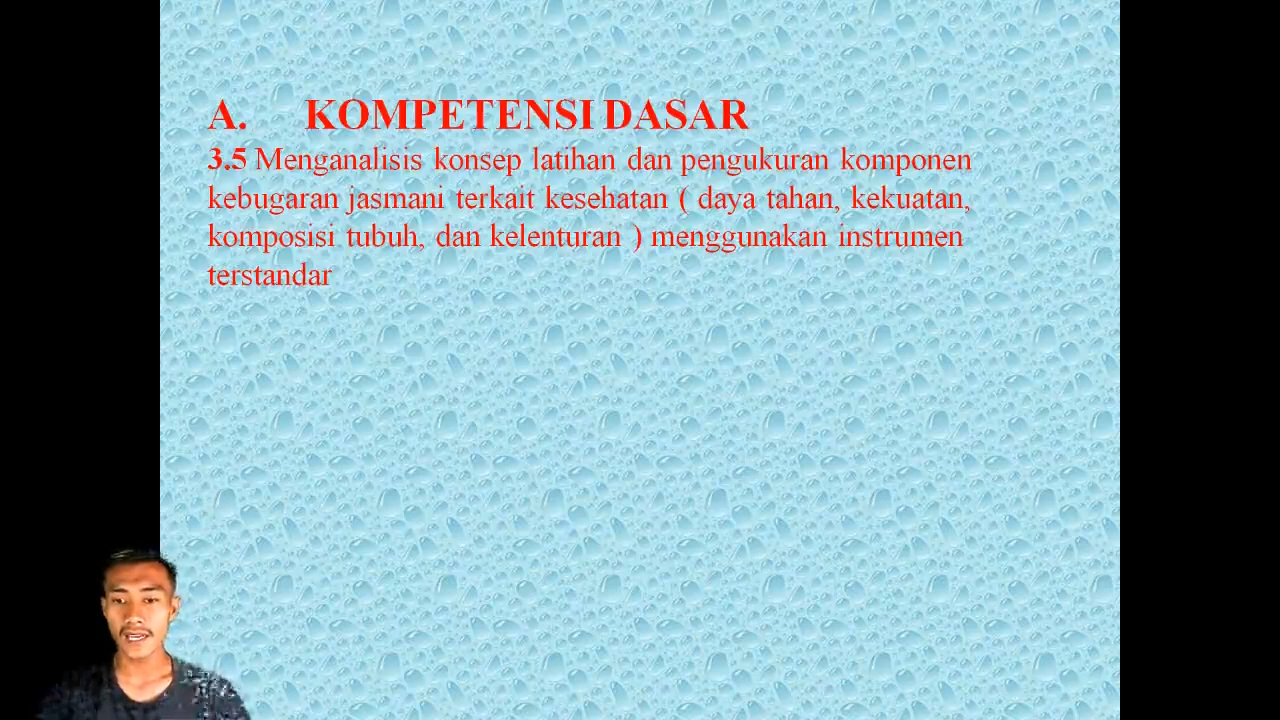 A. KOMPETENSI DASAR
3.5 Menganalisis konsep latihan dan pengukuran komponen
kebugaran jasmani terkait kesehatan ( daya tahan, kekuatan,
komposisi tubuh, dan kelenturan ) menggunakan instrumen
terstandar